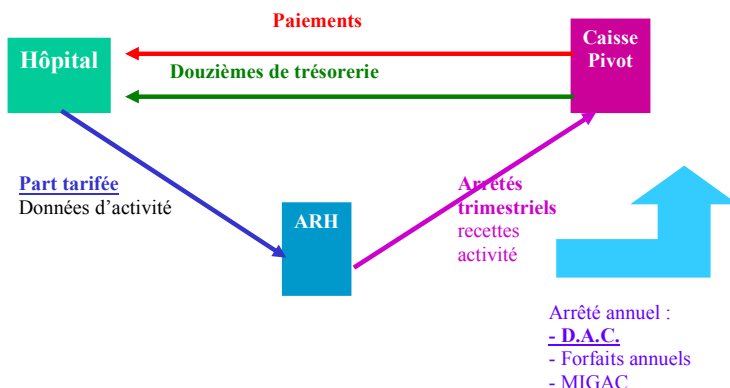 Paiements
Hôpital
Caisse
Pivot
Douzièmes de trésorerie
Part tarifée
Données d’activité
ARH
Arrêtés
trimestriels
recettes
activité
Arrêté annuel :
- D.A.C.
- Forfaits annuels
- MIGAC